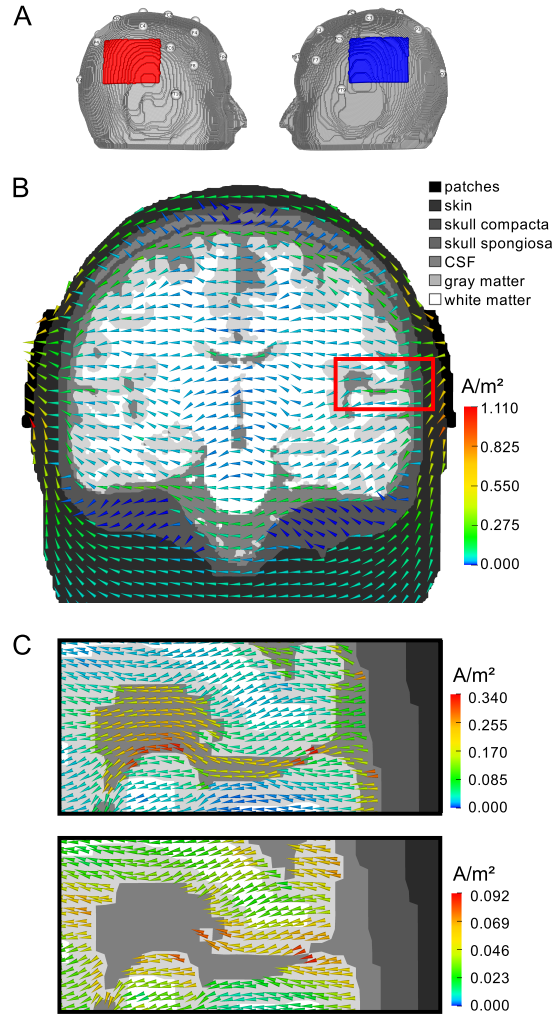 A
B
patches
skin
skull compacta
skull spongiosa
CSF
gray matter
white matter
A/m²
1.110
0.825
0.550
0.275
0.000
C
A/m²
0.340
0.255
0.170
0.085
0.000
A/m²
0.092
0.069
0.046
0.023
0.000